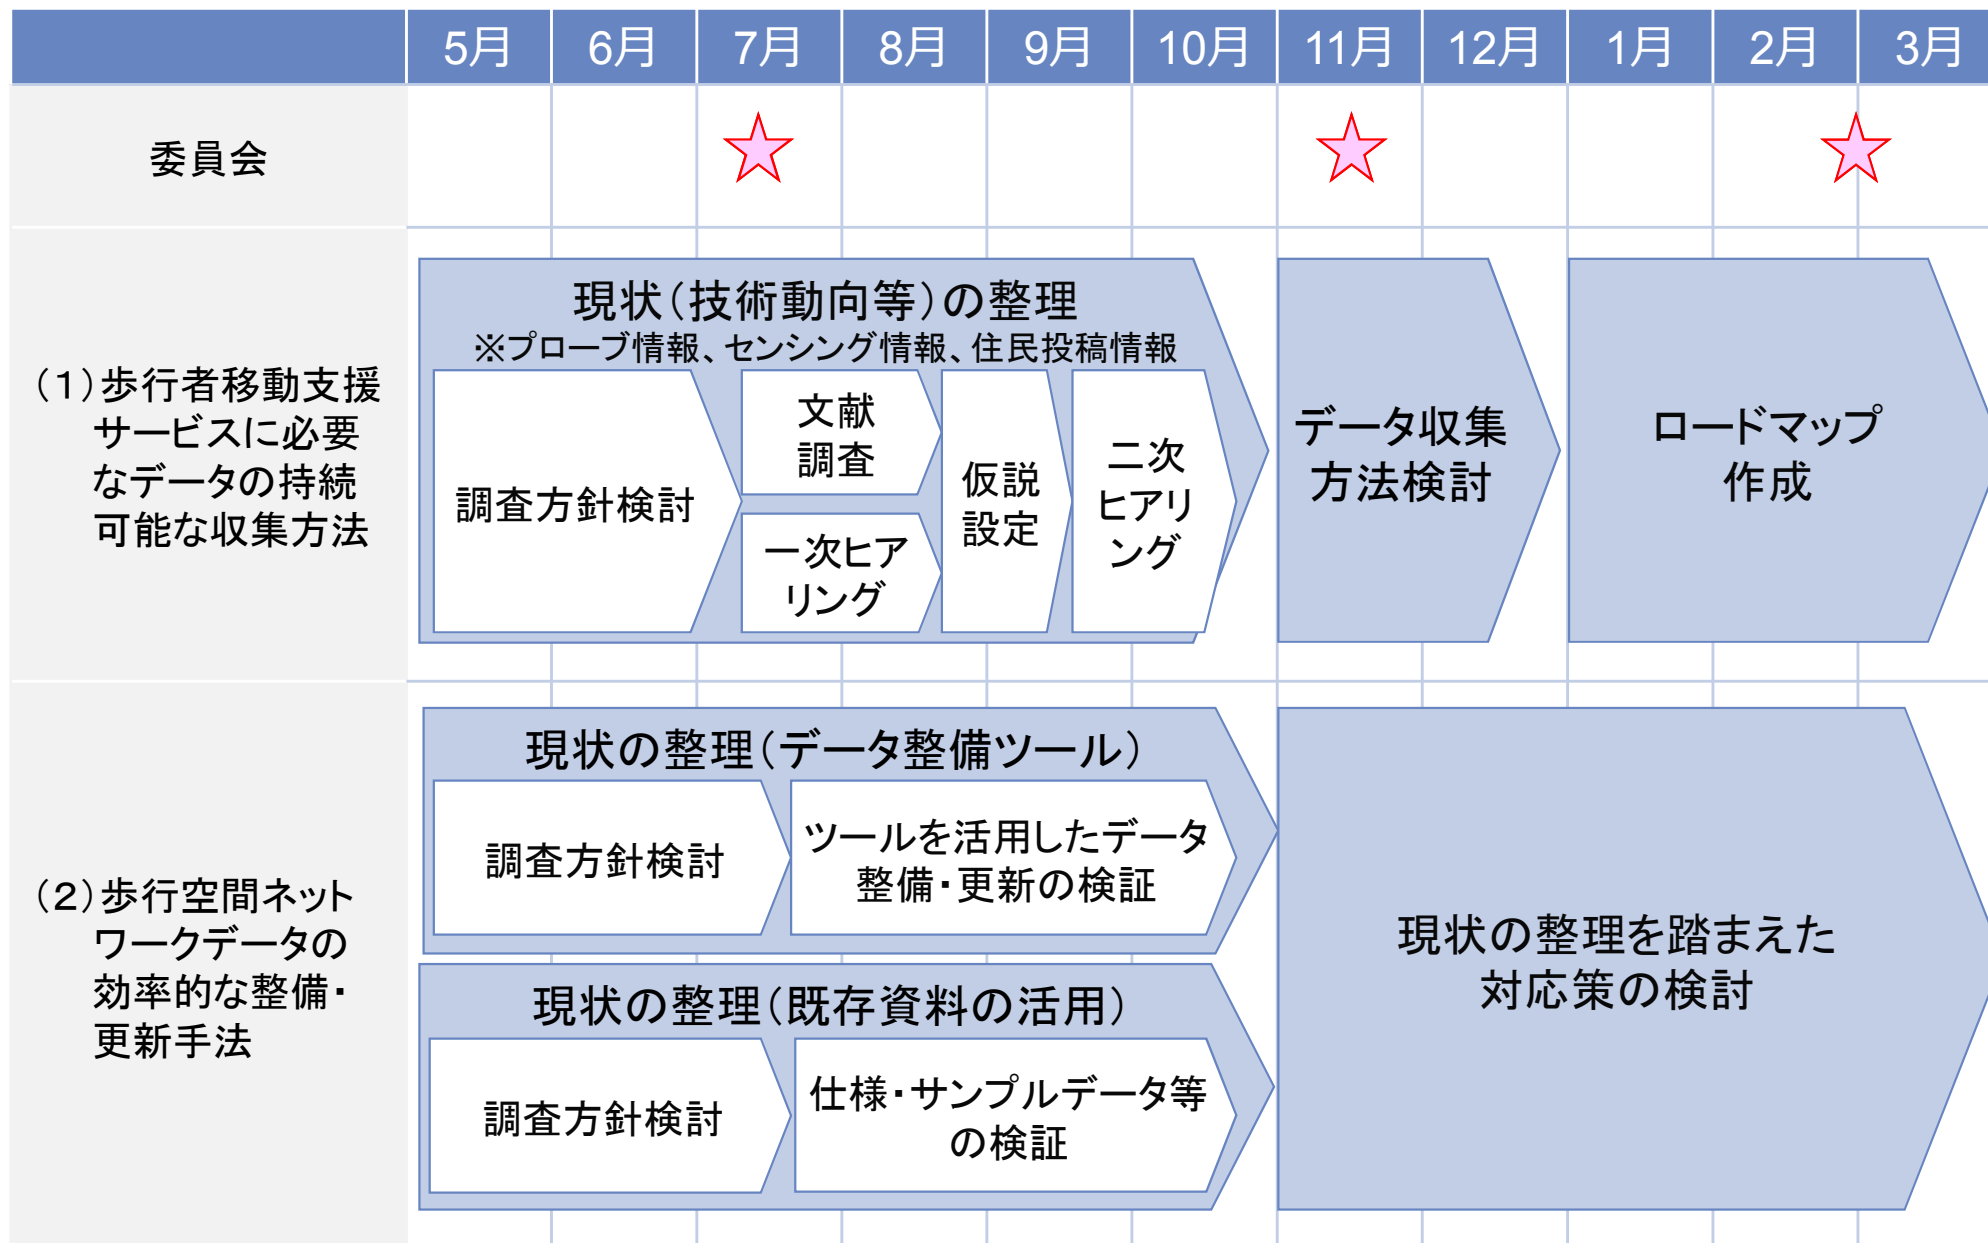 5月 6月 7月 8月 9月 10月 11月 12月 1月 2月 3月
委員会
(1)歩行者移動支援
サービスに必要
なデータの持続
可能な収集方法
現状(技術動向等)の整理
※プローブ情報、センシング情報、住民投稿情報
調査方針検討
文献
調査
一次ヒア
リング
仮説
設定
二次
ヒアリ
ング
データ収集
方法検討
ロードマップ
作成
(2)歩行空間ネット
ワークデータの
効率的な整備・
更新手法
現状の整理(データ整備ツール)
調査方針検討
ツールを活用したデータ
整備・更新の検証
現状の整理(既存資料の活用)
調査方針検討
仕様・サンプルデータ等
の検証
現状の整理を踏まえた
対応策の検討